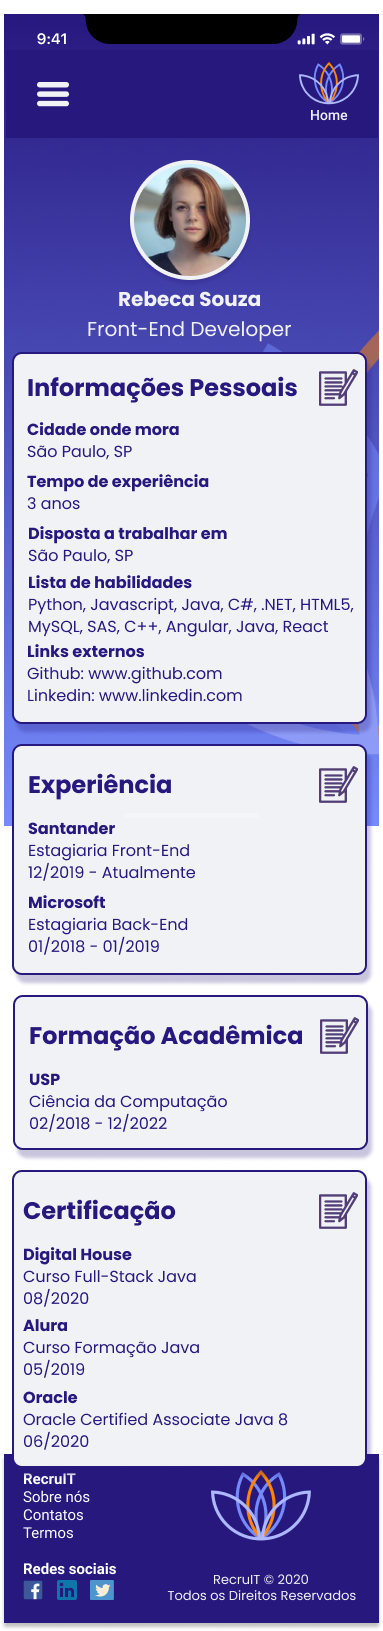 9:41
Home
Rebeca Souza
Front-End Developer
Informações Pessoais
Cidade onde mora
São Paulo, SP
Tempo de experiência
3 anos
Disposta a trabalhar em
São Paulo, SP
Lista de habilidades
Python, Javascript, Java, C#, .NET, HTML5,
MySQL, SAS, C++, Angular, Java, React
Links externos
Github: www.github.com
Linkedin: www.linkedin.com
Experiência
Santander
Estagiaria Front-End
12/2019 - Atualmente
Microsoft
Estagiaria Back-End
01/2018 - 01/2019
Formação Acadêmica
USP
Ciência da Computação
02/2018 - 12/2022
Certificação
Digital House
Curso Full-Stack Java
08/2020
Alura
Curso Formação Java
05/2019
Oracle
Oracle Certified Associate Java 8
06/2020
RecruIT
Sobre nós
Contatos
Termos
Redes sociais
RecruIT © 2020
Todos os Direitos Reservados